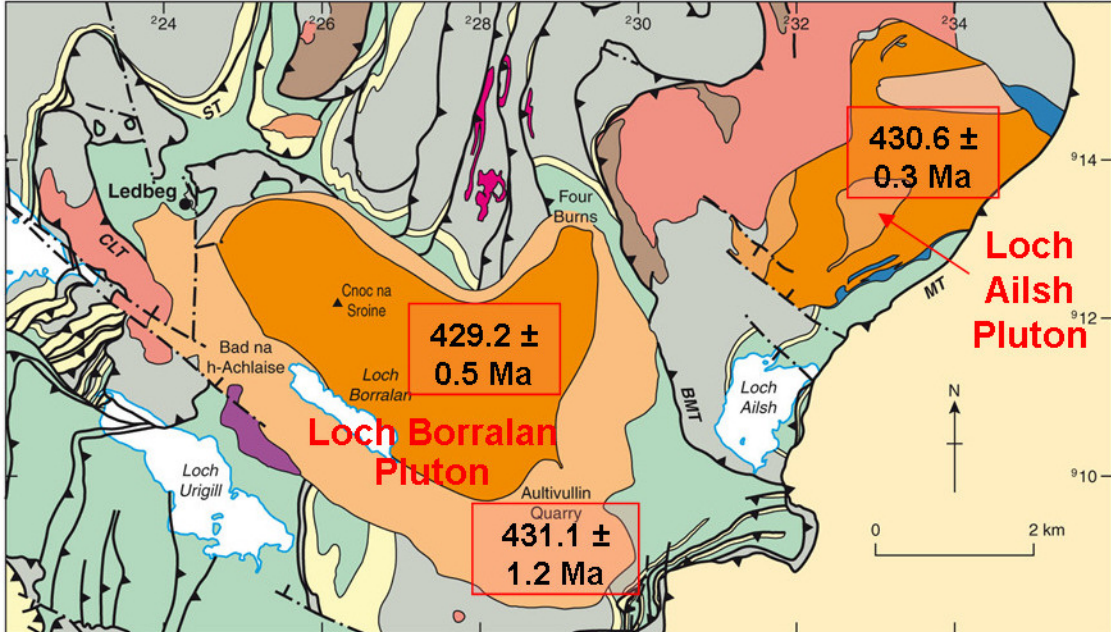 ²24
²26
²28
²30
²32
²34
ST
Ledbeg
CLT
Four
Burns
430.6 ±
0.3 Ma
⁹14
Loch
Ailsh
Pluton
MT
Cnoc na
Sroine
429.2 ±
0.5 Ma
⁹12
Bad na
h-Achlaise
Loch
Borralan
BMT
Loch
Ailsh
N
Loch Borralan
Pluton
Loch
Urigill
⁹10
Aultivullin
Quarry
431.1 ±
1.2 Ma
0
2 km